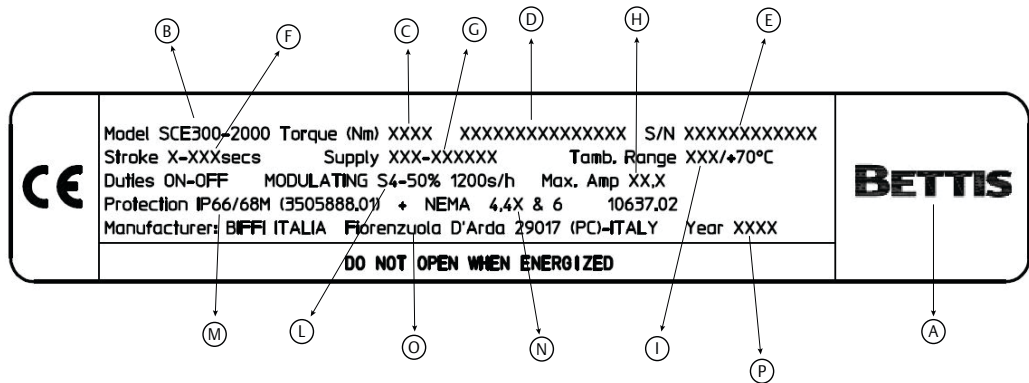 B F C G D H E
Model SCE300-2000 Torque (Nm) XXXX XXXXXXXXXXXXXXX S/N XXXXXXXXXXXX
Stroke X-XXXsecs Supply XXX-XXXXXX Tamb. Range XXX/+70°C
Duties ON-OFF MODULATING S4-50% 1200s/h Max. Amp XX,X
Protection IP66/68M (3505888.01) + NEMA 4,4X & 6 10637.02
Manufacturer: BIFFI ITALIA Fiorenzuola D'Arda 29017 (PC)-ITALY Year XXXX
DO NOT OPEN WHEN ENERGIZED
CE
BETTIS
M L O N I P A